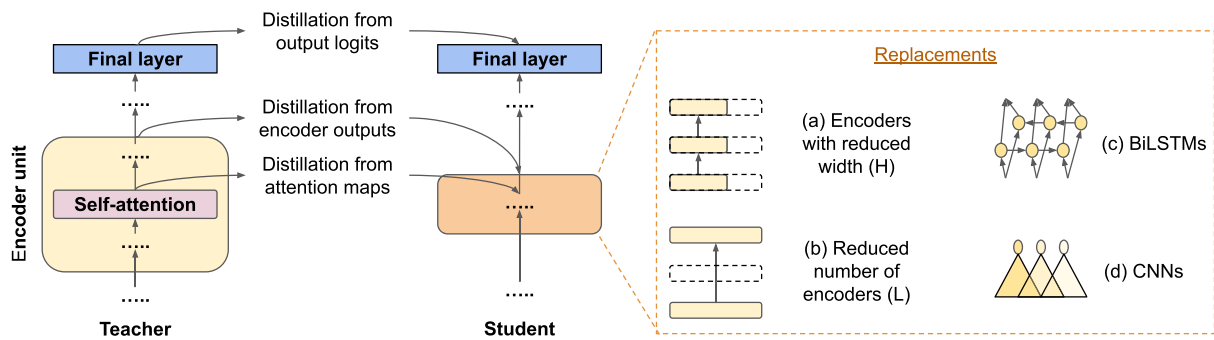 Distillation from
output logits
Final layer
Final layer
.....
.....
Distillation from
encoder outputs
.....
Distillation from
attention maps
Encoder unit
Self-attention
.....
.....
.....
.....
Teacher
Student
Replacements
(a) Encoders
with reduced
width (H)
(c) BiLSTMs
(b) Reduced
number of
encoders (L)
(d) CNNs